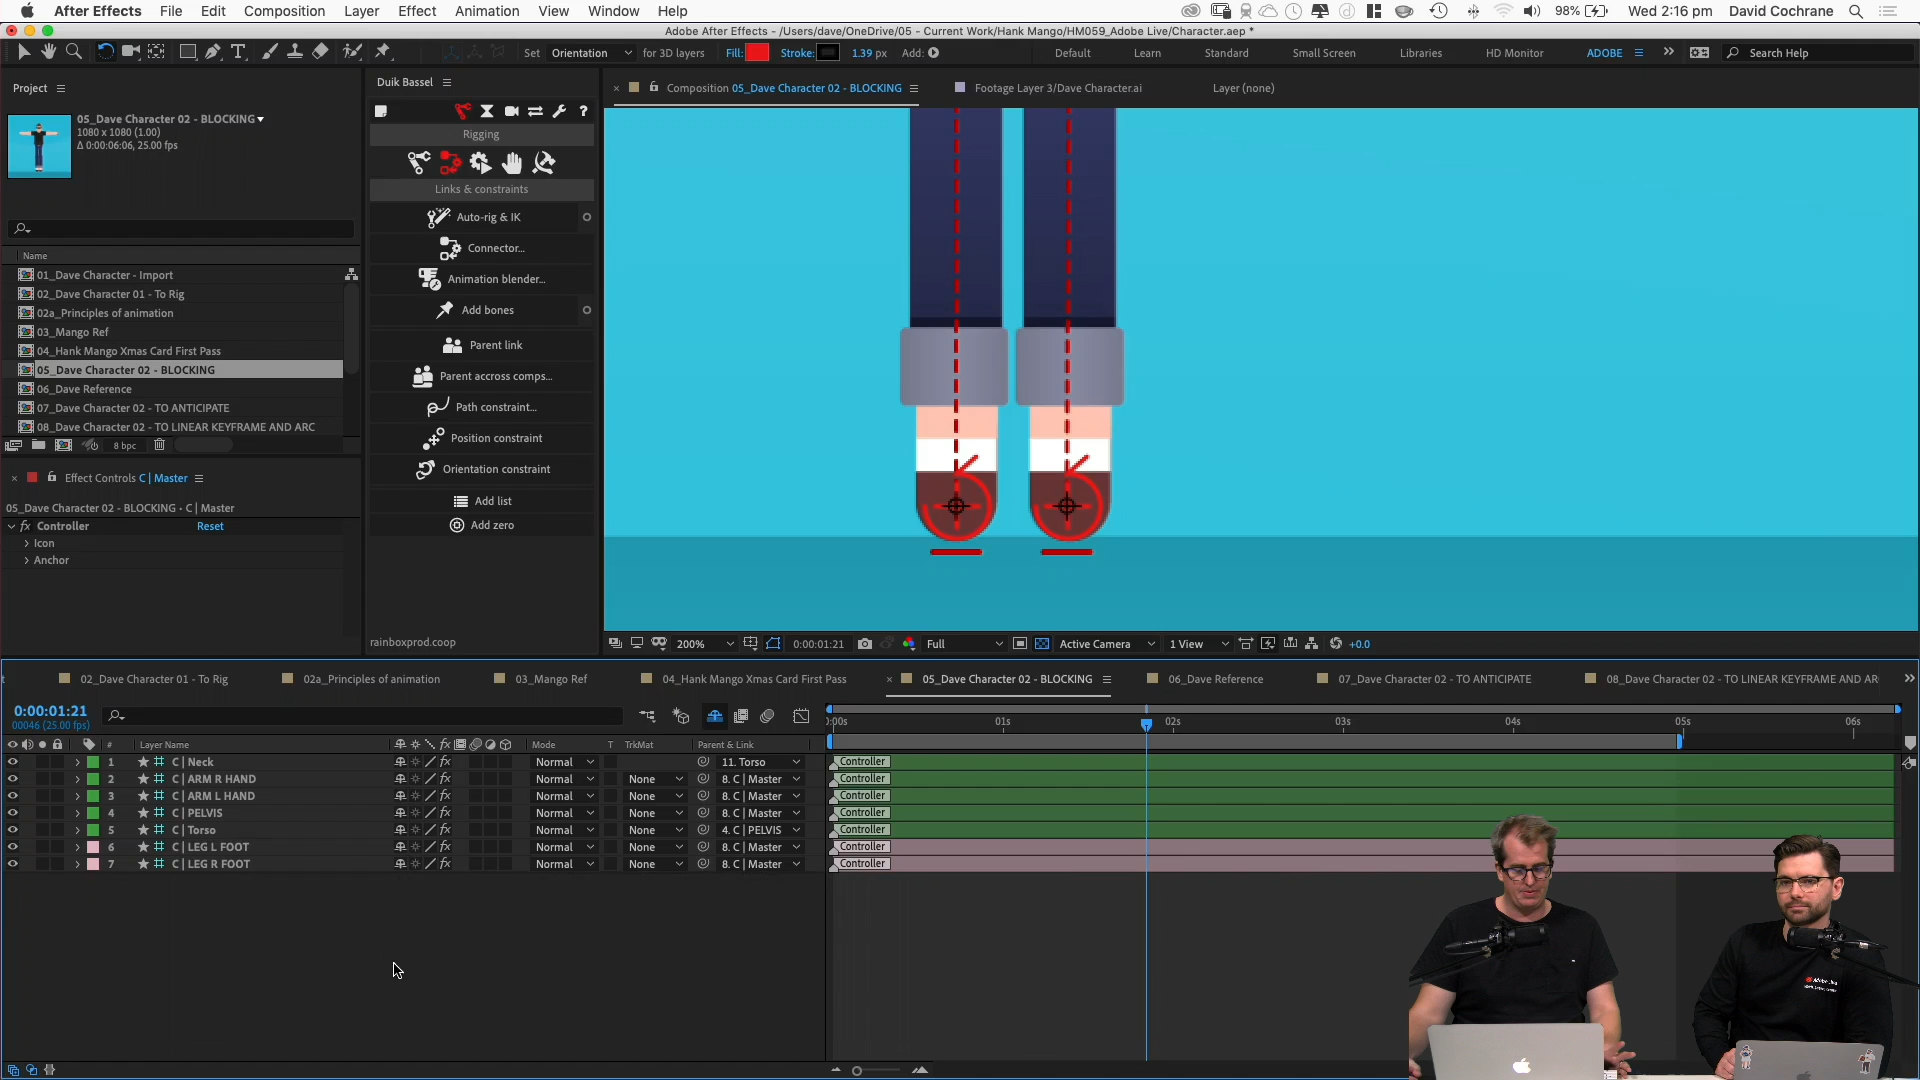 After Effects File Edit Composition Layer Effect Animation View Window Help 98% Wed 2:16 pm David Cochrane
Adobe After Effects - /Users/dave/OneDrive/05 - Current Work/Hank Mango/HM059_Adobe Live/Character.aep *
Set Orientation for 3D layers Fill: Stroke: 1.39 px Add: Default Learn Standard Small Screen Libraries HD Monitor ADOBE Search Help
Project
05_Dave Character 02 - BLOCKING
1080 x 1080 (1.00)
Δ 0:00:06:06, 25.00 fps
Name
01_Dave Character - Import
02_Dave Character 01 - To Rig
02a_Principles of animation
03_Mango Ref
04_Hank Mango Xmas Card First Pass
05_Dave Character 02 - BLOCKING
06_Dave Reference
07_Dave Character 02 - TO ANTICIPATE
08_Dave Character 02 - TO LINEAR KEYFRAME AND ARC
8 bpc
Effect Controls C | Master
05_Dave Character 02 - BLOCKING • C | Master
fx Controller Reset
Icon
Anchor
Duik Bassel
?
Rigging
Links & constraints
Auto-rig & IK
Connector...
Animation blender...
Add bones
Parent link
Parent accross comps...
Path constraint...
Position constraint
Orientation constraint
Add list
Add zero
rainboxprod.coop
Composition 05_Dave Character 02 - BLOCKING Footage Layer 3/Dave Character.ai Layer (none)
200% 0:00:01:21 Full Active Camera 1 View +0.0
t 02_Dave Character 01 - To Rig 02a_Principles of animation 03_Mango Ref 04_Hank Mango Xmas Card First Pass 05_Dave Character 02 - BLOCKING 06_Dave Reference 07_Dave Character 02 - TO ANTICIPATE 08_Dave Character 02 - TO LINEAR KEYFRAME AND AR
0:00:01:21
00046 (25.00 fps)
0:00s 01s 02s 03s 04s 05s 06s
# Layer Name fx Mode T TrkMat Parent & Link
1 C | Neck fx Normal 11. Torso Controller
2 C | ARM R HAND fx Normal None 8. C | Master Controller
3 C | ARM L HAND fx Normal None 8. C | Master Controller
4 C | PELVIS fx Normal None 8. C | Master Controller
5 C | Torso fx Normal None 4. C | PELVIS Controller
6 C | LEG L FOOT fx Normal None 8. C | Master Controller
7 C | LEG R FOOT fx Normal None 8. C | Master Controller